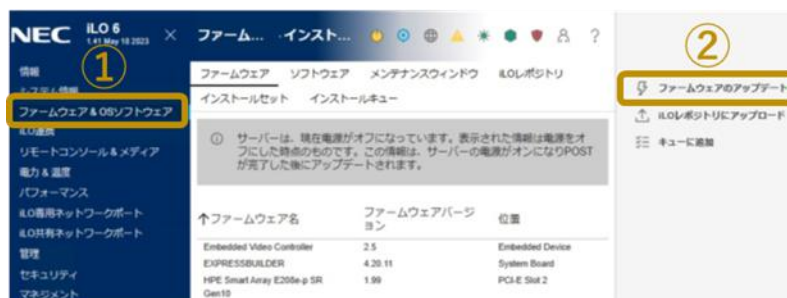 NEC iLO 6
1.41 May 18 2023
ファーム... ·インスト...
?
①
②
情報
システム情報
ファームウェア & OSソフトウェア
iLO連携
リモートコンソール & メディア
電力 & 温度
パフォーマンス
iLO専用ネットワークポート
iLO共有ネットワークポート
管理
セキュリティ
マネジメント
ファームウェア ソフトウェア メンテナンスウィンドウ iLOレポジトリ
インストールセット インストールキュー
サーバーは、現在電源がオフになっています。表示された情報は電源をオ
フにした時点のものです。この情報は、サーバーの電源がオンになりPOST
が完了した後にアップデートされます。
↑ファームウェア名 ファームウェアバージ 位置
ョン
Embedded Video Controller 2.5 Embedded Device
EXPRESSBUILDER 4.20.11 System Board
HPE Smart Array E208e-p SR 1.99 PCI-E Slot 2
Gen10
ファームウェアのアップデート
iLOレポジトリにアップロード
キューに追加